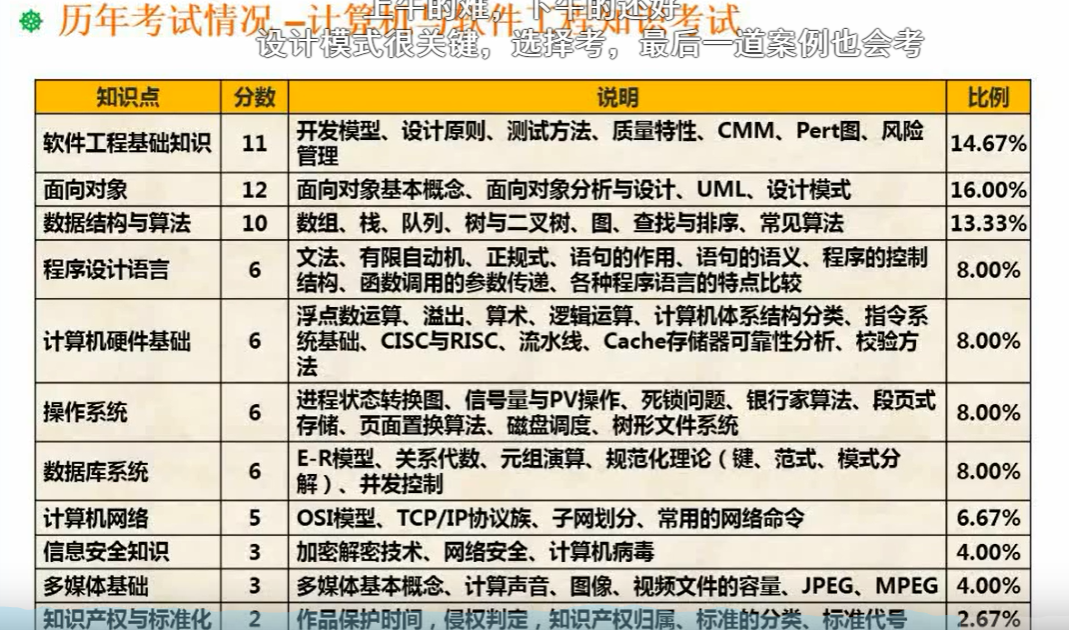 历年考试情况 –计算机与软件工程知识考试
上午的难，下午的还好
设计模式很关键，选择考，最后一道案例也会考
知识点 分数 说明 比例
软件工程基础知识 11 开发模型、设计原则、测试方法、质量特性、CMM、Pert图、风险
管理 14.67%
面向对象 12 面向对象基本概念、面向对象分析与设计、UML、设计模式 16.00%
数据结构与算法 10 数组、栈、队列、树与二叉树、图、查找与排序、常见算法 13.33%
程序设计语言 6 文法、有限自动机、正规式、语句的作用、语句的语义、程序的控制
结构、函数调用的参数传递、各种程序语言的特点比较 8.00%
计算机硬件基础 6 浮点数运算、溢出、算术、逻辑运算、计算机体系结构分类、指令系
统基础、CISC与RISC、流水线、Cache存储器可靠性分析、校验方
法 8.00%
操作系统 6 进程状态转换图、信号量与PV操作、死锁问题、银行家算法、段页式
存储、页面置换算法、磁盘调度、树形文件系统 8.00%
数据库系统 6 E-R模型、关系代数、元组演算、规范化理论（键、范式、模式分
解）、并发控制 8.00%
计算机网络 5 OSI模型、TCP/IP协议族、子网划分、常用的网络命令 6.67%
信息安全知识 3 加密解密技术、网络安全、计算机病毒 4.00%
多媒体基础 3 多媒体基本概念、计算声音、图像、视频文件的容量、JPEG、MPEG 4.00%
知识产权与标准化 2 作品保护时间，侵权判定，知识产权归属、标准的分类、标准代号 2.67%